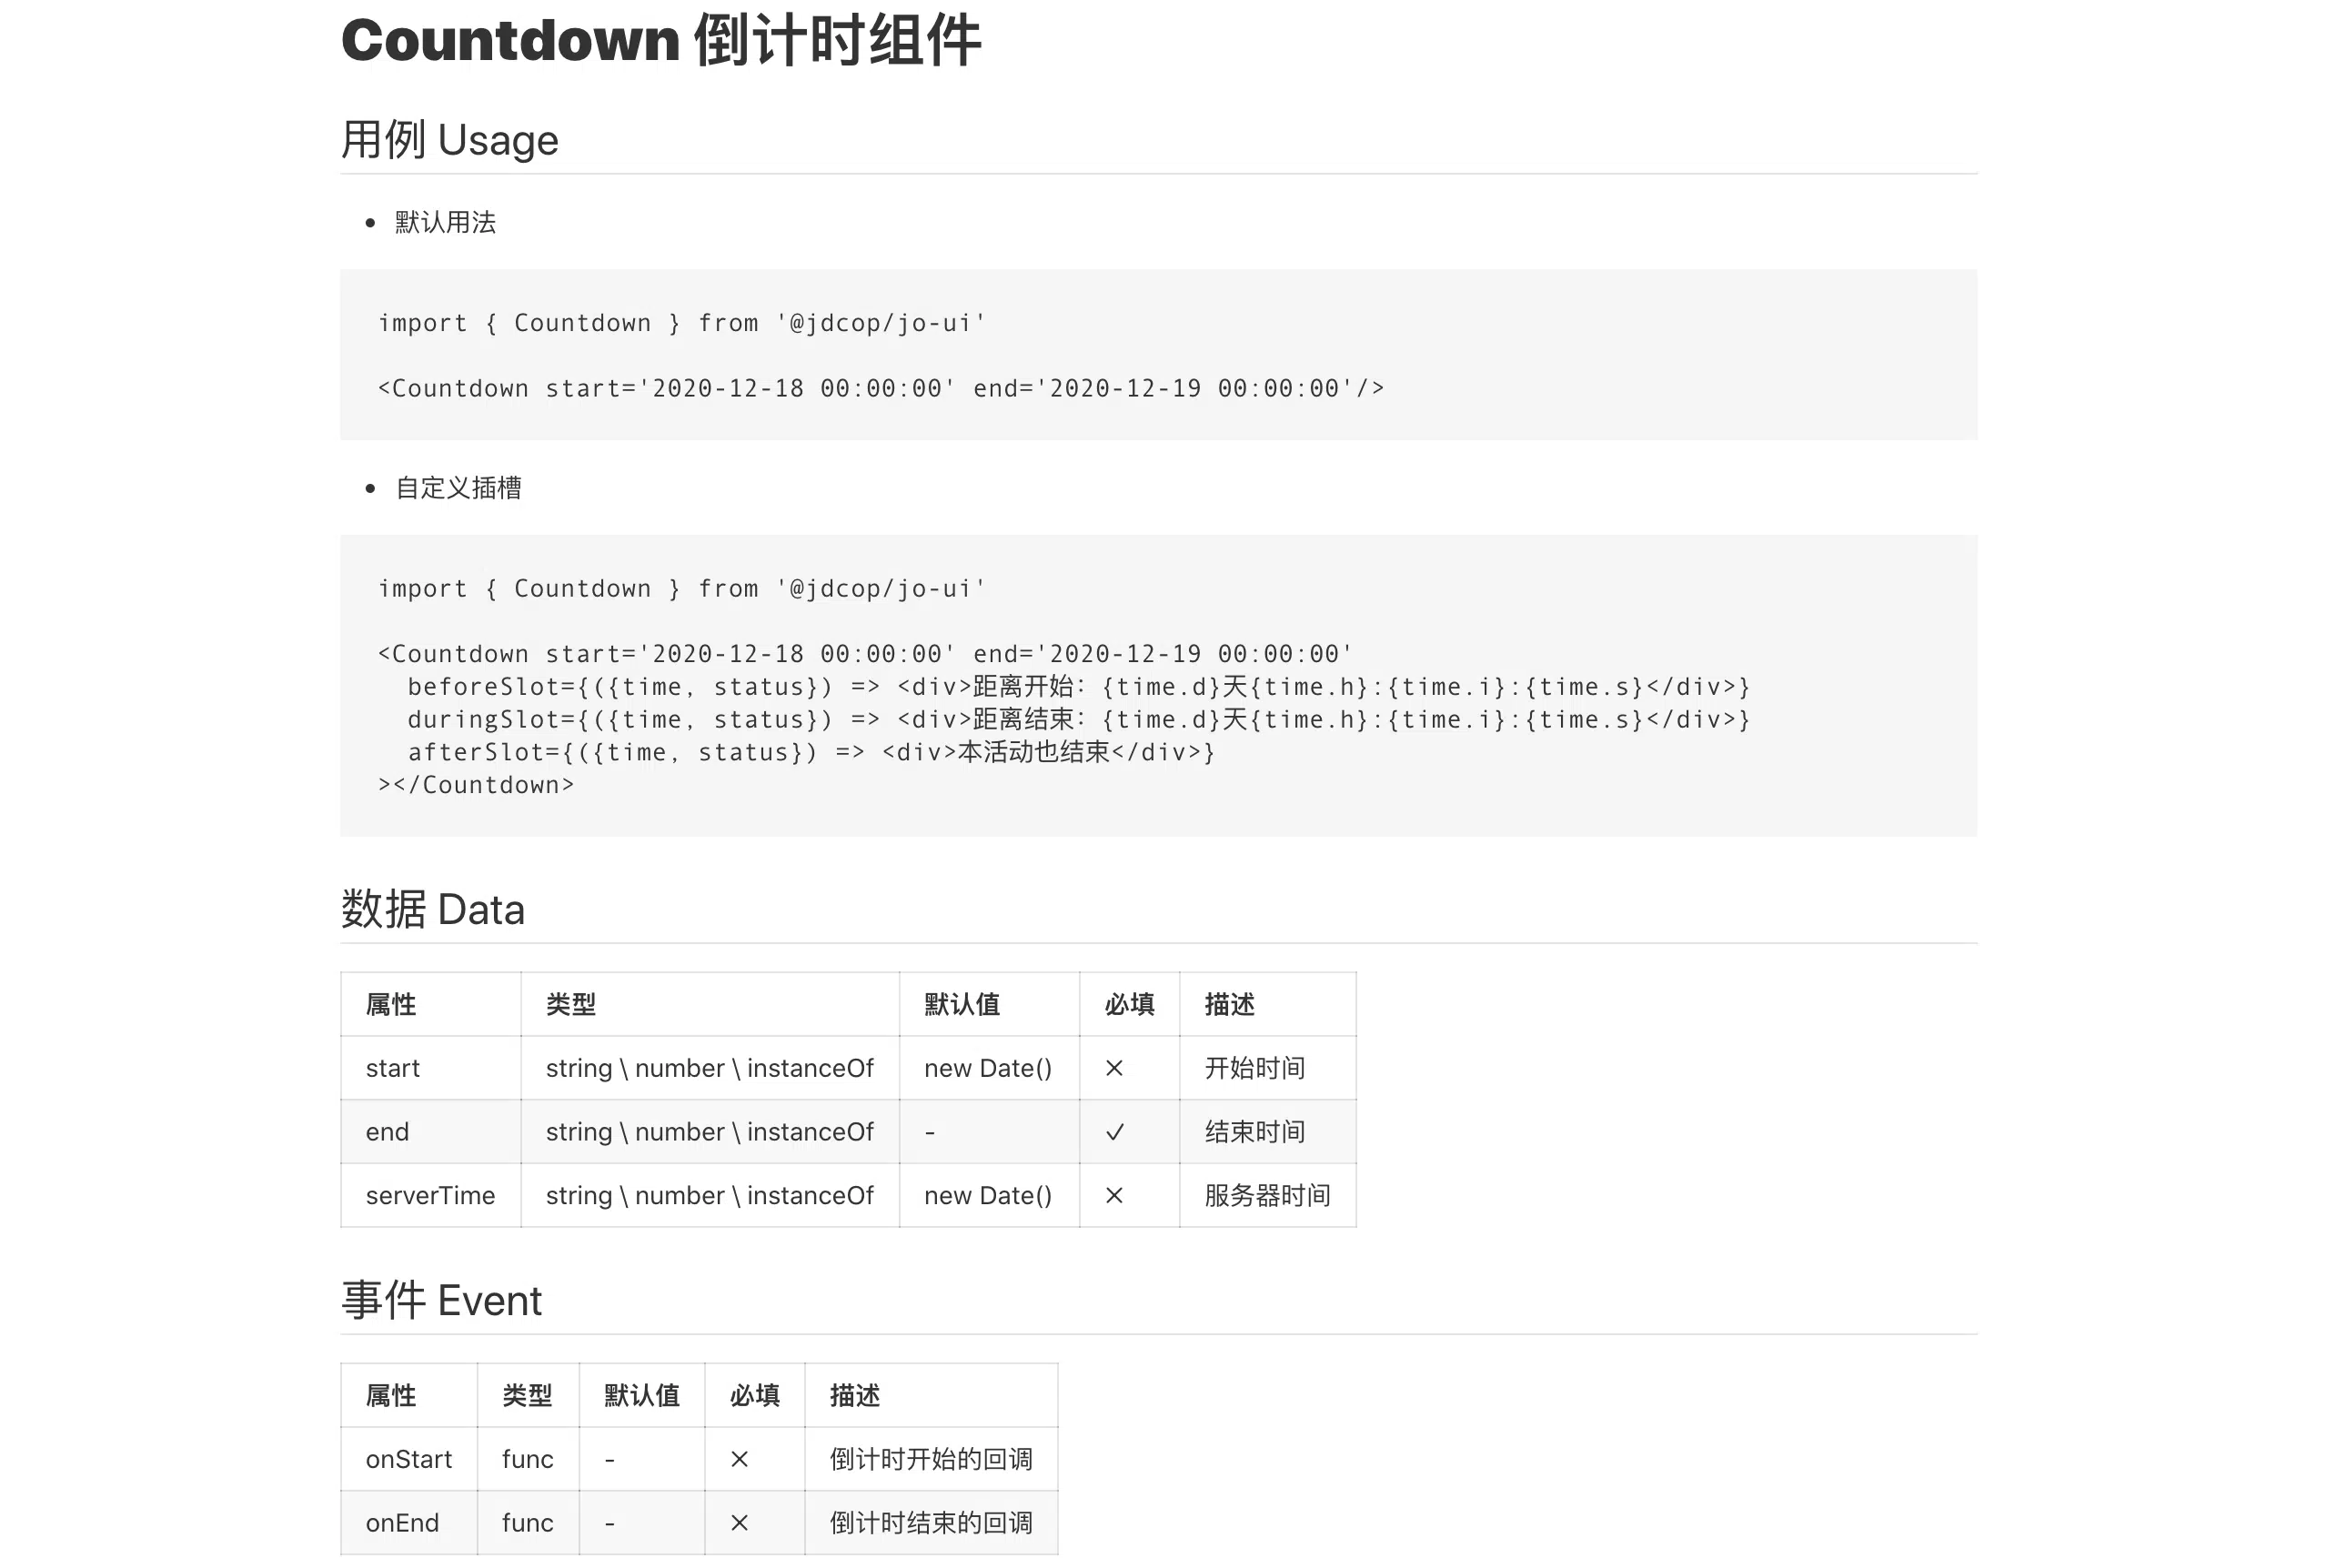 Countdown 倒计时组件
用例 Usage
默认用法
import { Countdown } from '@jdcop/jo-ui'
<Countdown start='2020-12-18 00:00:00' end='2020-12-19 00:00:00'/>
自定义插槽
import { Countdown } from '@jdcop/jo-ui'
<Countdown start='2020-12-18 00:00:00' end='2020-12-19 00:00:00'
  beforeSlot={({time, status}) => <div>距离开始：{time.d}天{time.h}:{time.i}:{time.s}</div>}
  duringSlot={({time, status}) => <div>距离结束：{time.d}天{time.h}:{time.i}:{time.s}</div>}
  afterSlot={({time, status}) => <div>本活动也结束</div>}
></Countdown>
数据 Data
属性 类型 默认值 必填 描述
start string \ number \ instanceOf new Date() ✕ 开始时间
end string \ number \ instanceOf - ✓ 结束时间
serverTime string \ number \ instanceOf new Date() ✕ 服务器时间
事件 Event
属性 类型 默认值 必填 描述
onStart func - ✕ 倒计时开始的回调
onEnd func - ✕ 倒计时结束的回调